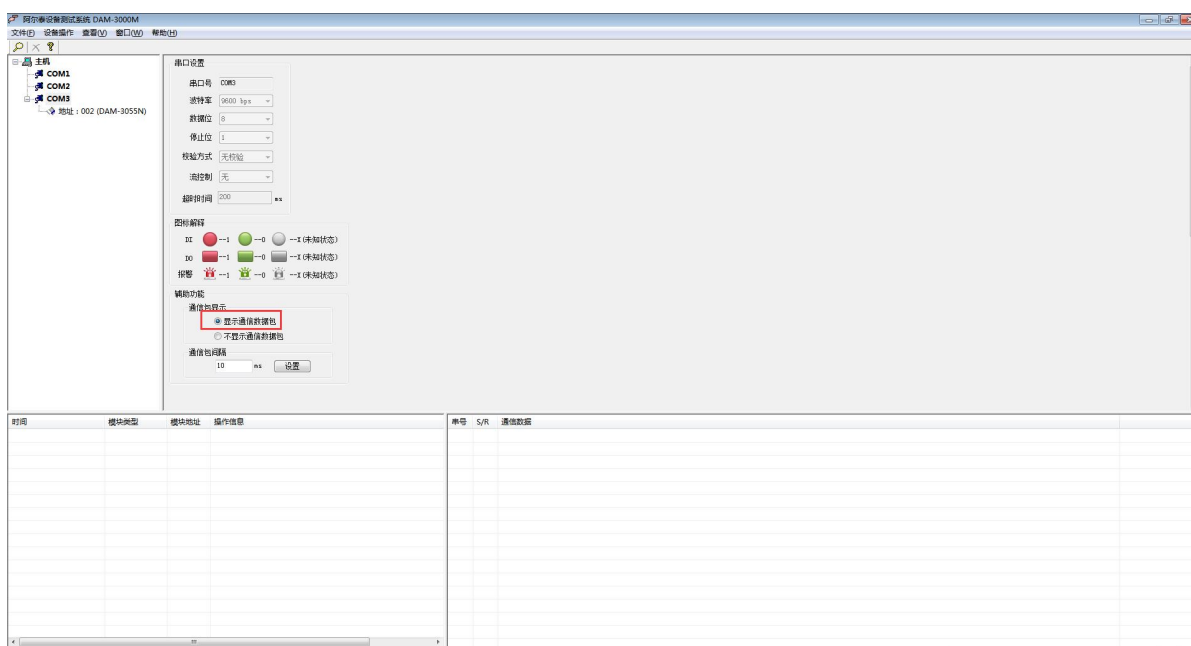 阿尔泰设备测试系统 DAM-3000M
文件(F) 设备操作 查看(V) 窗口(W) 帮助(H)
主机
COM1
COM2
COM3
地址：002 (DAM-3055N)
串口设置
串口号 COM3
波特率 9600 bps
数据位 8
停止位 1
校验方式 无校验
流控制 无
超时时间 200 ms
图标解释
DI --1 --0 --X(未知状态)
DO --1 --0 --X(未知状态)
报警 --1 --0 --X(未知状态)
辅助功能
通信包显示
显示通信数据包
不显示通信数据包
通信包间隔
10 ms 设置
时间 模块类型 模块地址 操作信息
串号 S/R 通信数据